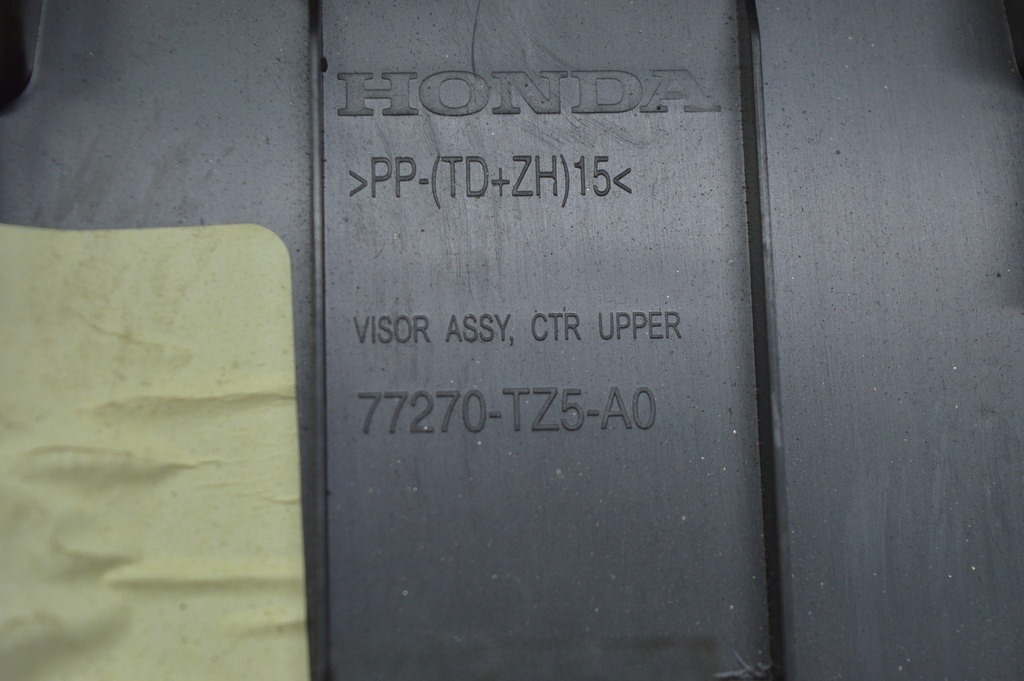 HONDA
>PP-(TD+ZH)15<
VISOR ASSY, CTR UPPER
77270-TZ5-A0